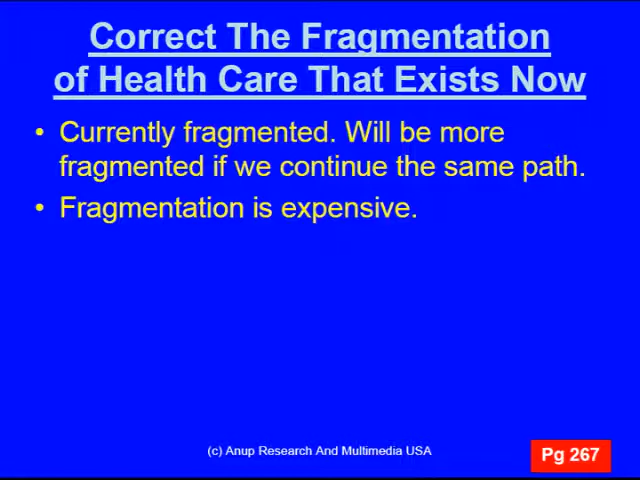 Correct The Fragmentation
of Health Care That Exists Now
• Currently fragmented. Will be more
fragmented if we continue the same path.
• Fragmentation is expensive.
(c) Anup Research And Multimedia USA
Pg 267